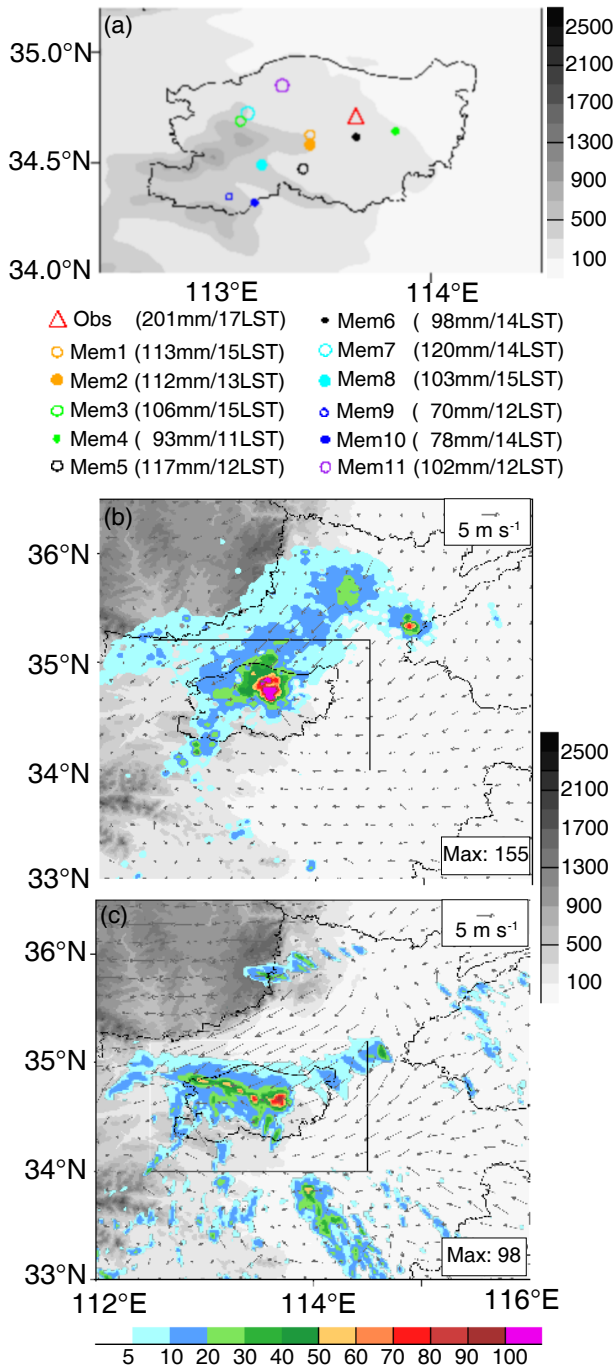 (a)
35.0°N
34.5°N
34.0°N
113°E 114°E
2500
2100
1700
1300
900
500
100
Obs (201mm/17LST)
Mem1 (113mm/15LST)
Mem2 (112mm/13LST)
Mem3 (106mm/15LST)
Mem4 ( 93mm/11LST)
Mem5 (117mm/12LST)
Mem6 ( 98mm/14LST)
Mem7 (120mm/14LST)
Mem8 (103mm/15LST)
Mem9 ( 70mm/12LST)
Mem10 ( 78mm/14LST)
Mem11 (102mm/12LST)
(b)
5 m s⁻¹
36°N
35°N
34°N
33°N
Max: 155
2500
2100
1700
1300
900
500
100
(c)
5 m s⁻¹
36°N
35°N
34°N
33°N
Max: 98
112°E 114°E 116°E
5 10 20 30 40 50 60 70 80 90 100